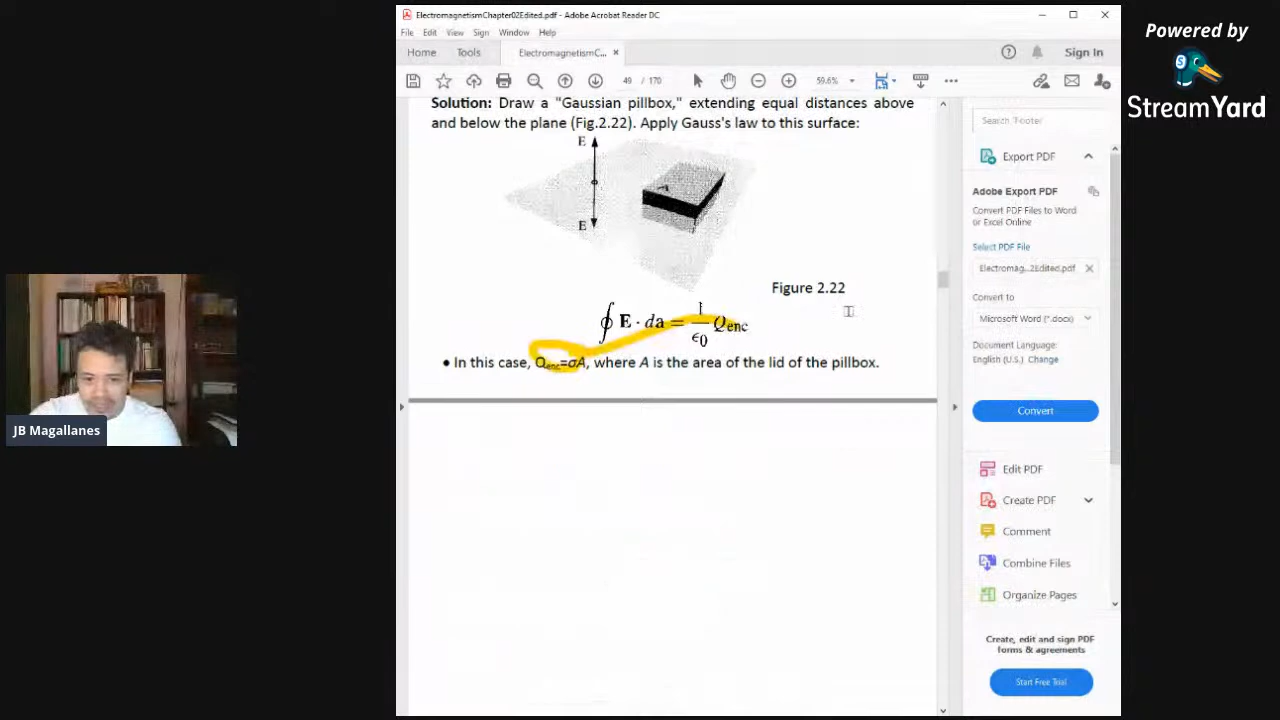 ElectromagnetismChapter02Edited.pdf - Adobe Acrobat Reader DC
File Edit View Sign Window Help
Home Tools ElectromagnetismC... × Sign In
49 / 170 59.6%
Solution: Draw a "Gaussian pillbox," extending equal distances above
and below the plane (Fig.2.22). Apply Gauss's law to this surface:
E
A
E
Figure 2.22
∮ E · da = 1/ϵ0 Qenc
• In this case, Qenc=σA, where A is the area of the lid of the pillbox.
Export PDF
Adobe Export PDF
Convert PDF Files to Word
or Excel Online
Select PDF File
Electromag...2Edited.pdf ×
Convert to
Microsoft Word (*.docx)
Document Language:
English (U.S.) Change
Convert
Edit PDF
Create PDF
Comment
Combine Files
Organize Pages
Create, edit and sign PDF
forms & agreements
Start Free Trial
JB Magallanes
Powered by
S
StreamYard